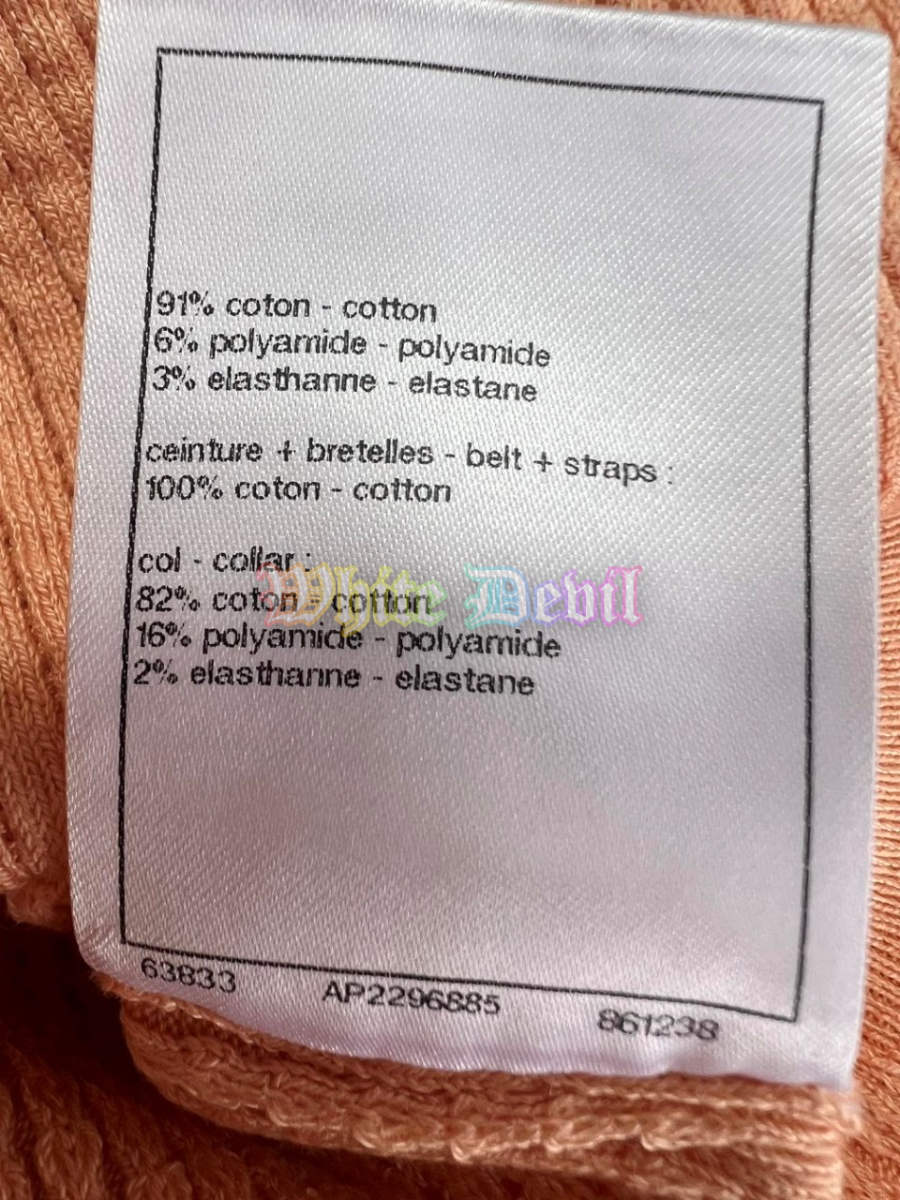 91% coton - cotton
6% polyamide - polyamide
3% elasthanne - elastane
ceinture + bretelles - belt + straps :
100% coton - cotton
col - collar :
White Devil
82% coton - cotton
16% polyamide - polyamide
2% elasthanne - elastane
63833 AP2296885 861238